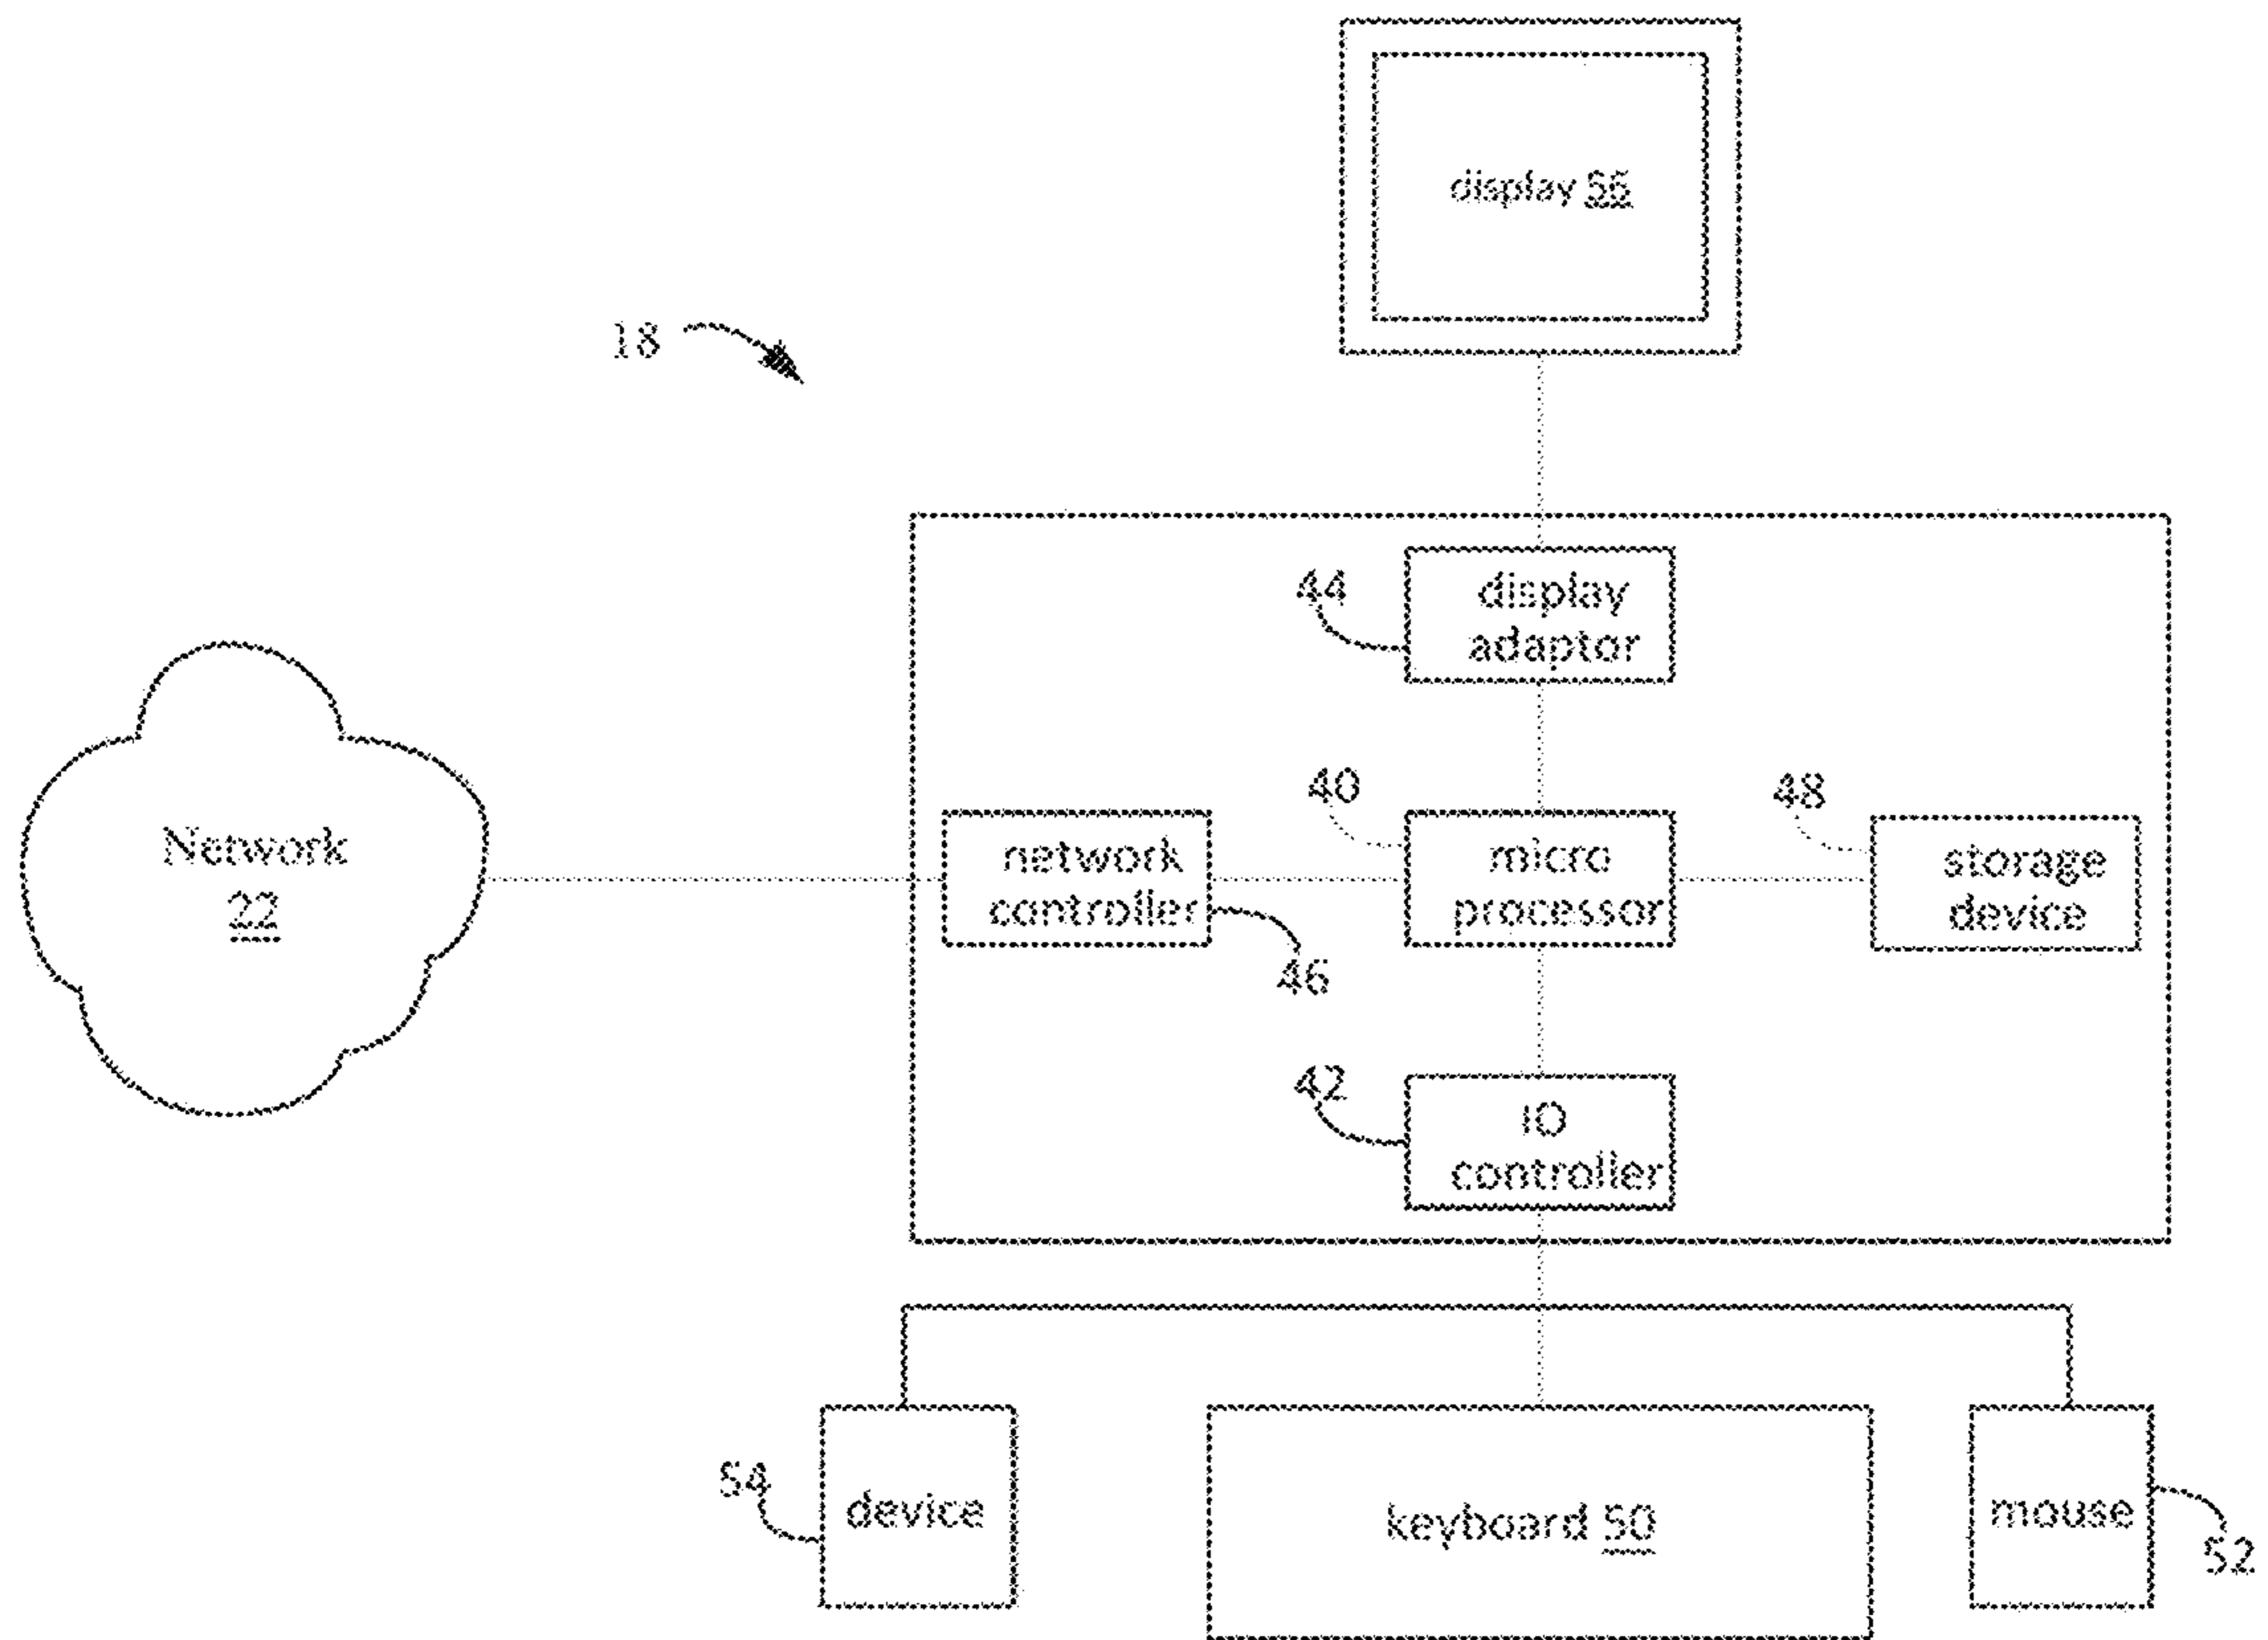 display 56
18
44
display
adaptor
40
48
Network
22
network
controller
micro
processor
storage
device
46
42
IO
controller
54
device
keyboard 50
mouse
52